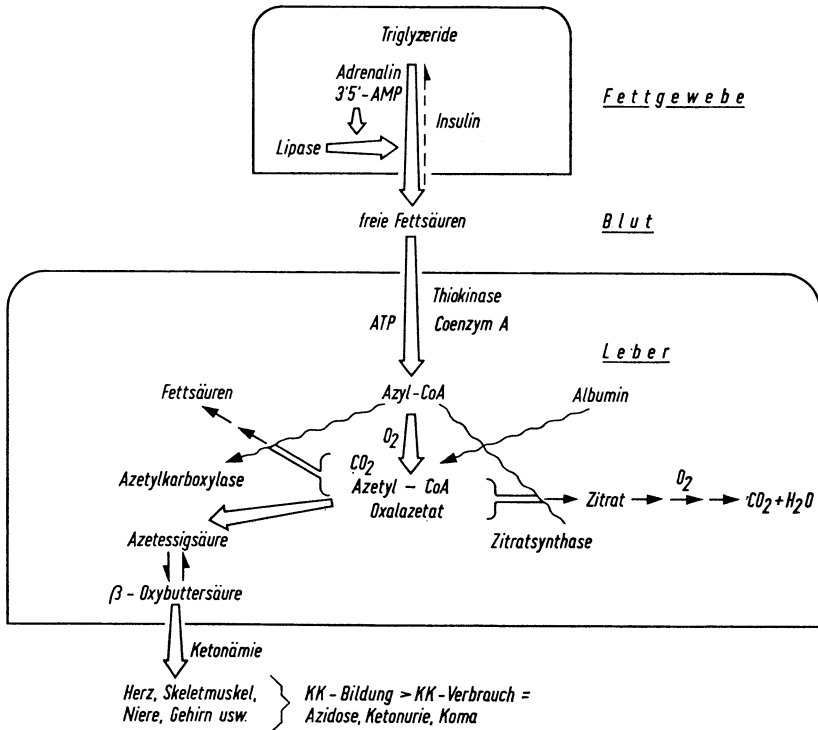 Triglyzeride
Adrenalin
3'5'-AMP
Fettgewebe
Insulin
Lipase
freie Fettsäuren
Blut
Thiokinase
ATP
Coenzym A
Leber
Fettsäuren
Azyl-CoA
Albumin
O2
CO2
Azetylkarboxylase
Azetyl - CoA
Oxalazetat
Zitrat
O2
CO2 + H2O
Azetessigsäure
Zitratsynthase
β - Oxybuttersäure
Ketonämie
Herz, Skeletmuskel,
Niere, Gehirn usw.
KK - Bildung > KK - Verbrauch =
Azidose, Ketonurie, Koma